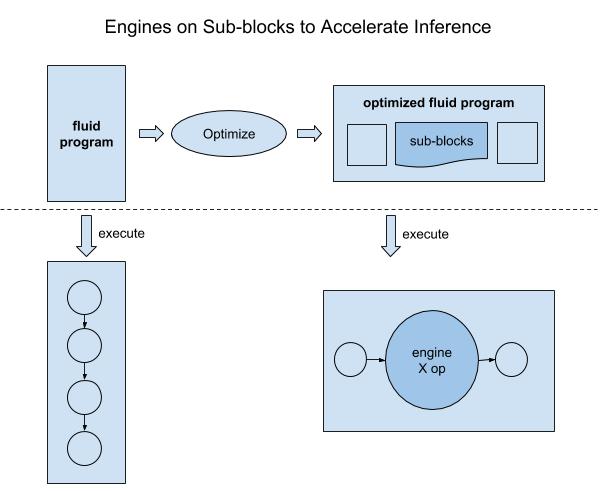 Engines on Sub-blocks to Accelerate Inference
fluid
program
Optimize
optimized fluid program
sub-blocks
execute
execute
engine
X op